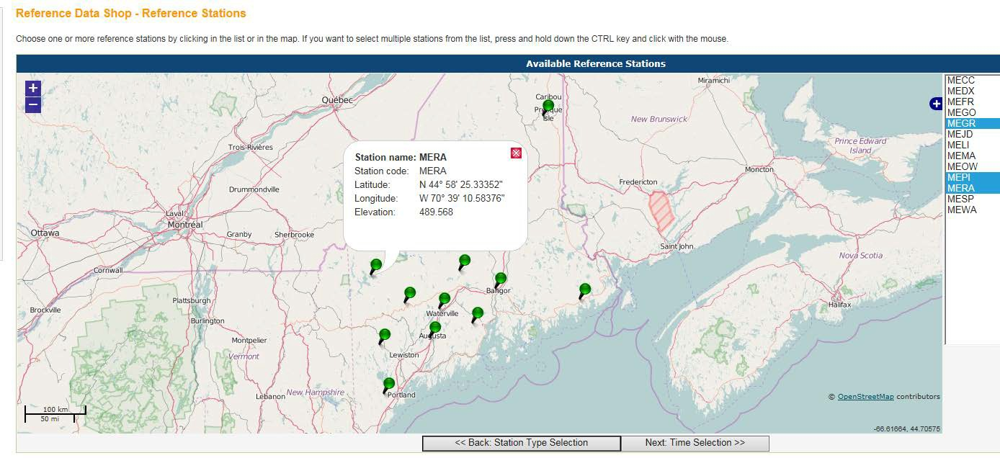 Reference Data Shop - Reference Stations
Choose one or more reference stations by clicking in the list or in the map. If you want to select multiple stations from the list, press and hold down the CTRL key and click with the mouse.
Available Reference Stations
+
−
+
Québec
Caribou
Presque
Isle
Miramichi
New Brunswick
Prince Edward
Island
Trois-Rivières
Moncton
Fredericton
Drummondville
Laval
Montréal
Granby
Sherbrooke
Ottawa
Saint John
Nova Scotia
Cornwall
Plattsburgh
Brockville
Burlington
Bangor
Waterville
Halifax
Augusta
Montpelier
Vermont
Lewiston
Lebanon
New Hampshire
Portland
Station name: MERA
Station code: MERA
Latitude: N 44° 58' 25.33352"
Longitude: W 70° 39' 10.58376"
Elevation: 489.568
MECC
MEDX
MEFR
MEGO
MEGR
MEJD
MELI
MEMA
MEOW
MEPI
MERA
MESP
MEWA
100 km
50 mi
© OpenStreetMap contributors
-66.61664, 44.70575
<< Back: Station Type Selection
Next: Time Selection >>